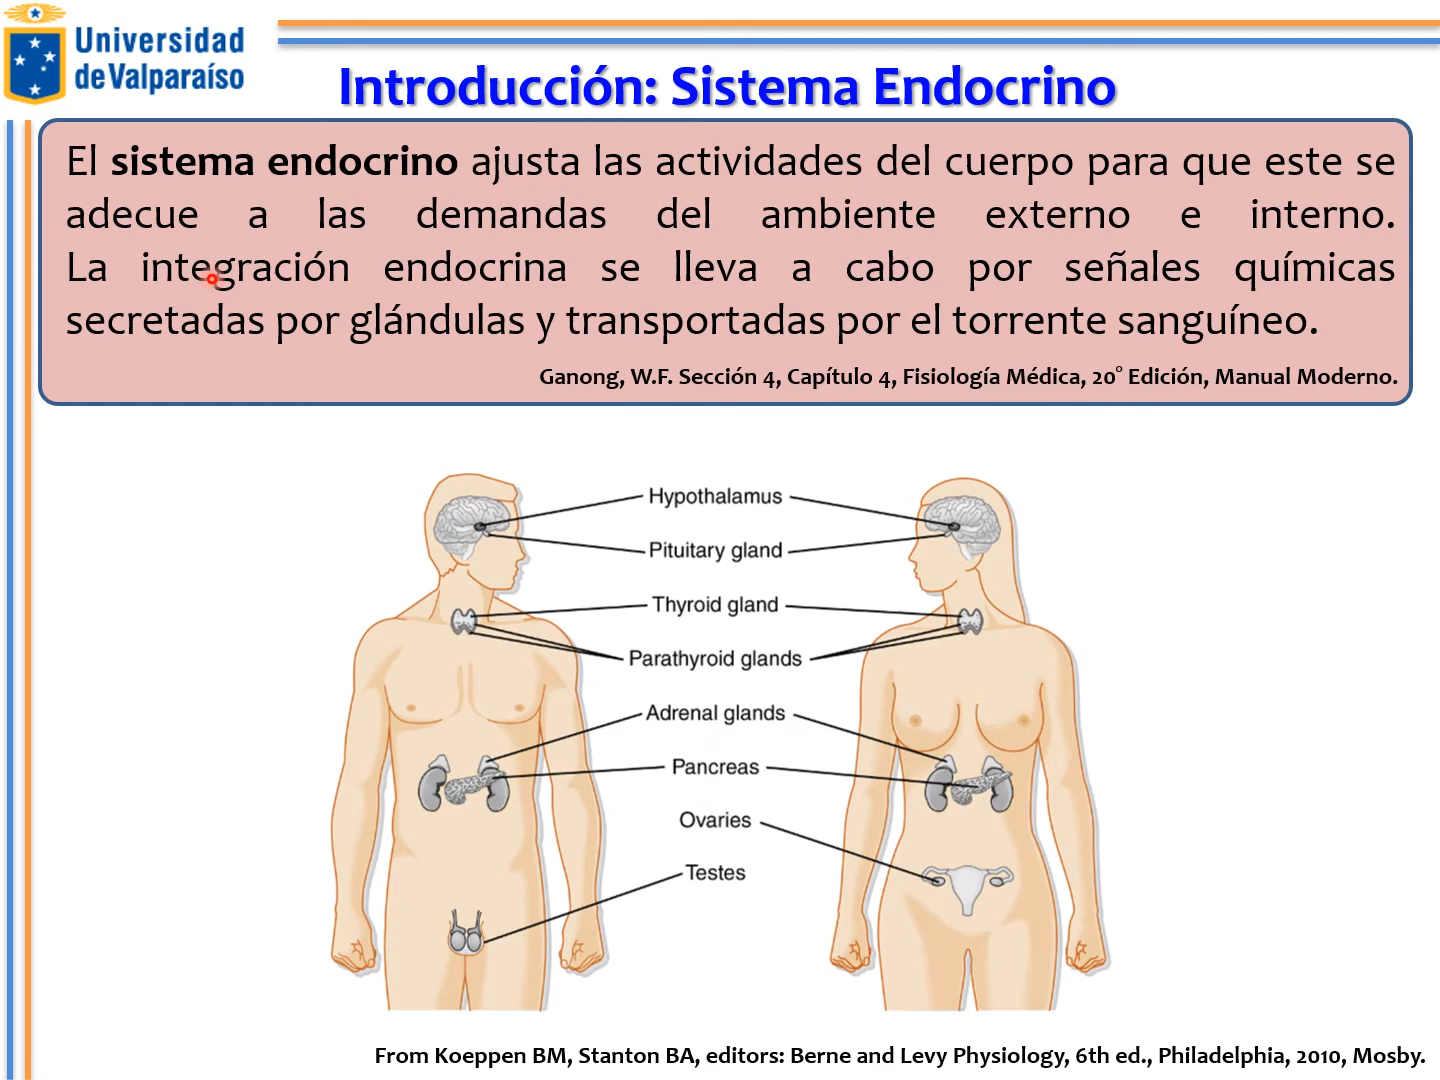 Universidad
de Valparaíso
Introducción: Sistema Endocrino
El sistema endocrino ajusta las actividades del cuerpo para que este se
adecue a las demandas del ambiente externo e interno.
La integración endocrina se lleva a cabo por señales químicas
secretadas por glándulas y transportadas por el torrente sanguíneo.
Ganong, W.F. Sección 4, Capítulo 4, Fisiología Médica, 20° Edición, Manual Moderno.
Hypothalamus
Pituitary gland
Thyroid gland
Parathyroid glands
Adrenal glands
Pancreas
Ovaries
Testes
From Koeppen BM, Stanton BA, editors: Berne and Levy Physiology, 6th ed., Philadelphia, 2010, Mosby.